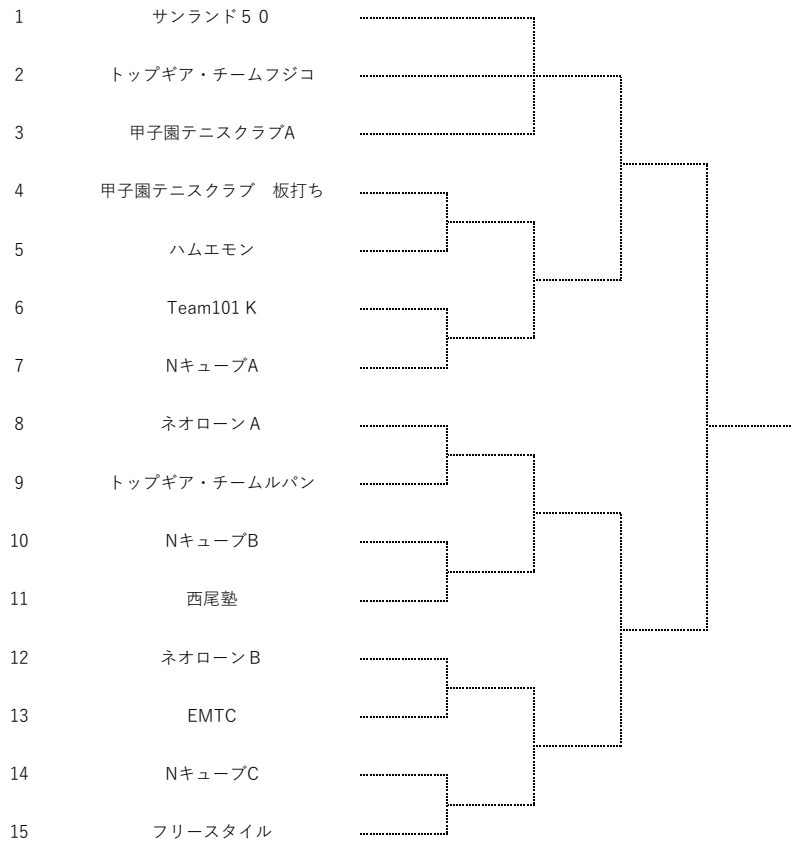 1 サンランド５０
2 トップギア・チームフジコ
3 甲子園テニスクラブA
4 甲子園テニスクラブ　板打ち
5 ハムエモン
6 Team101 K
7 NキューブA
8 ネオローンＡ
9 トップギア・チームルパン
10 NキューブB
11 西尾塾
12 ネオローンＢ
13 EMTC
14 NキューブC
15 フリースタイル